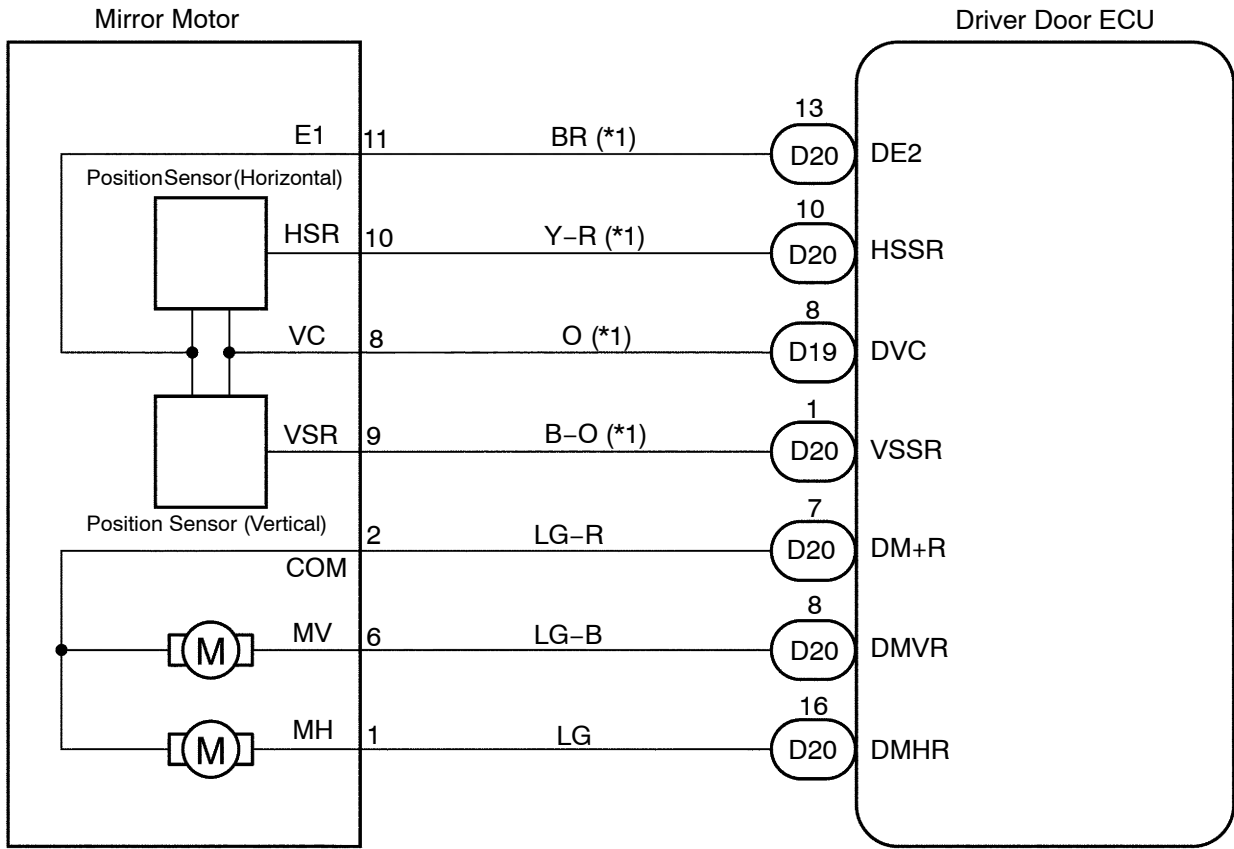 Mirror Motor
Driver Door ECU
13
E1 11 BR (*1) D20 DE2
Position Sensor (Horizontal)
10
HSR 10 Y−R (*1) D20 HSSR
8
VC 8 O (*1) D19 DVC
1
VSR 9 B−O (*1) D20 VSSR
Position Sensor (Vertical)
7
2 LG−R D20 DM+R
COM
8
M MV 6 LG−B D20 DMVR
16
M MH 1 LG D20 DMHR